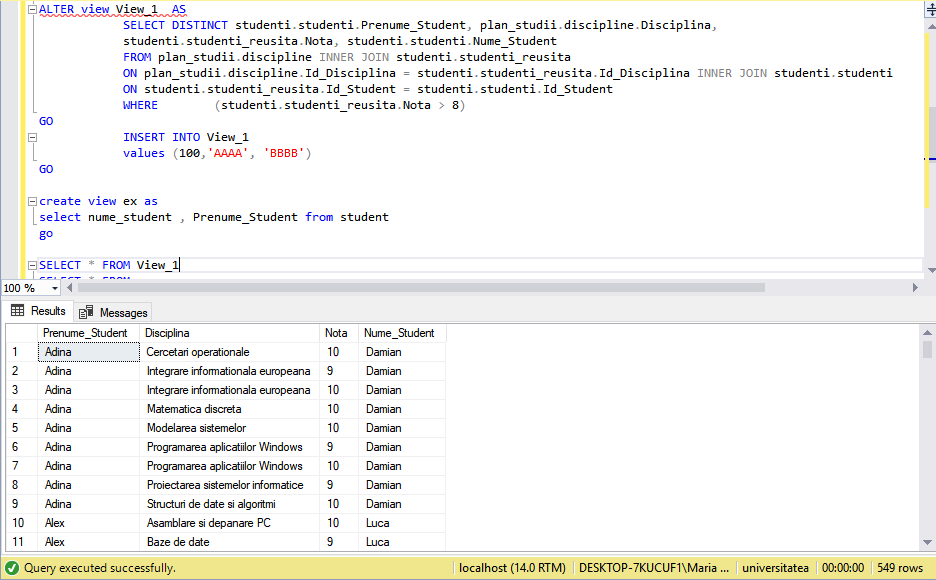 ALTER view View_1  AS
SELECT DISTINCT studenti.studenti.Prenume_Student, plan_studii.discipline.Disciplina,
studenti.studenti_reusita.Nota, studenti.studenti.Nume_Student
FROM plan_studii.discipline INNER JOIN studenti.studenti_reusita
ON plan_studii.discipline.Id_Disciplina = studenti.studenti_reusita.Id_Disciplina INNER JOIN studenti.studenti
ON studenti.studenti_reusita.Id_Student = studenti.studenti.Id_Student
WHERE        (studenti.studenti_reusita.Nota > 8)
GO
INSERT INTO View_1
values (100,'AAAA', 'BBBB')
GO
create view ex as
select nume_student , Prenume_Student from student
go
SELECT * FROM View_1
SELECT * FROM
100 %
Results Messages
Prenume_Student Disciplina Nota Nume_Student
1 Adina Cercetari operationale 10 Damian
2 Adina Integrare informationala europeana 9 Damian
3 Adina Integrare informationala europeana 10 Damian
4 Adina Matematica discreta 10 Damian
5 Adina Modelarea sistemelor 10 Damian
6 Adina Programarea aplicatiilor Windows 9 Damian
7 Adina Programarea aplicatiilor Windows 10 Damian
8 Adina Proiectarea sistemelor informatice 9 Damian
9 Adina Structuri de date si algoritmi 10 Damian
10 Alex Asamblare si depanare PC 10 Luca
11 Alex Baze de date 9 Luca
Query executed successfully. localhost (14.0 RTM) DESKTOP-7KUCUF1\Maria ... universitatea 00:00:00 549 rows